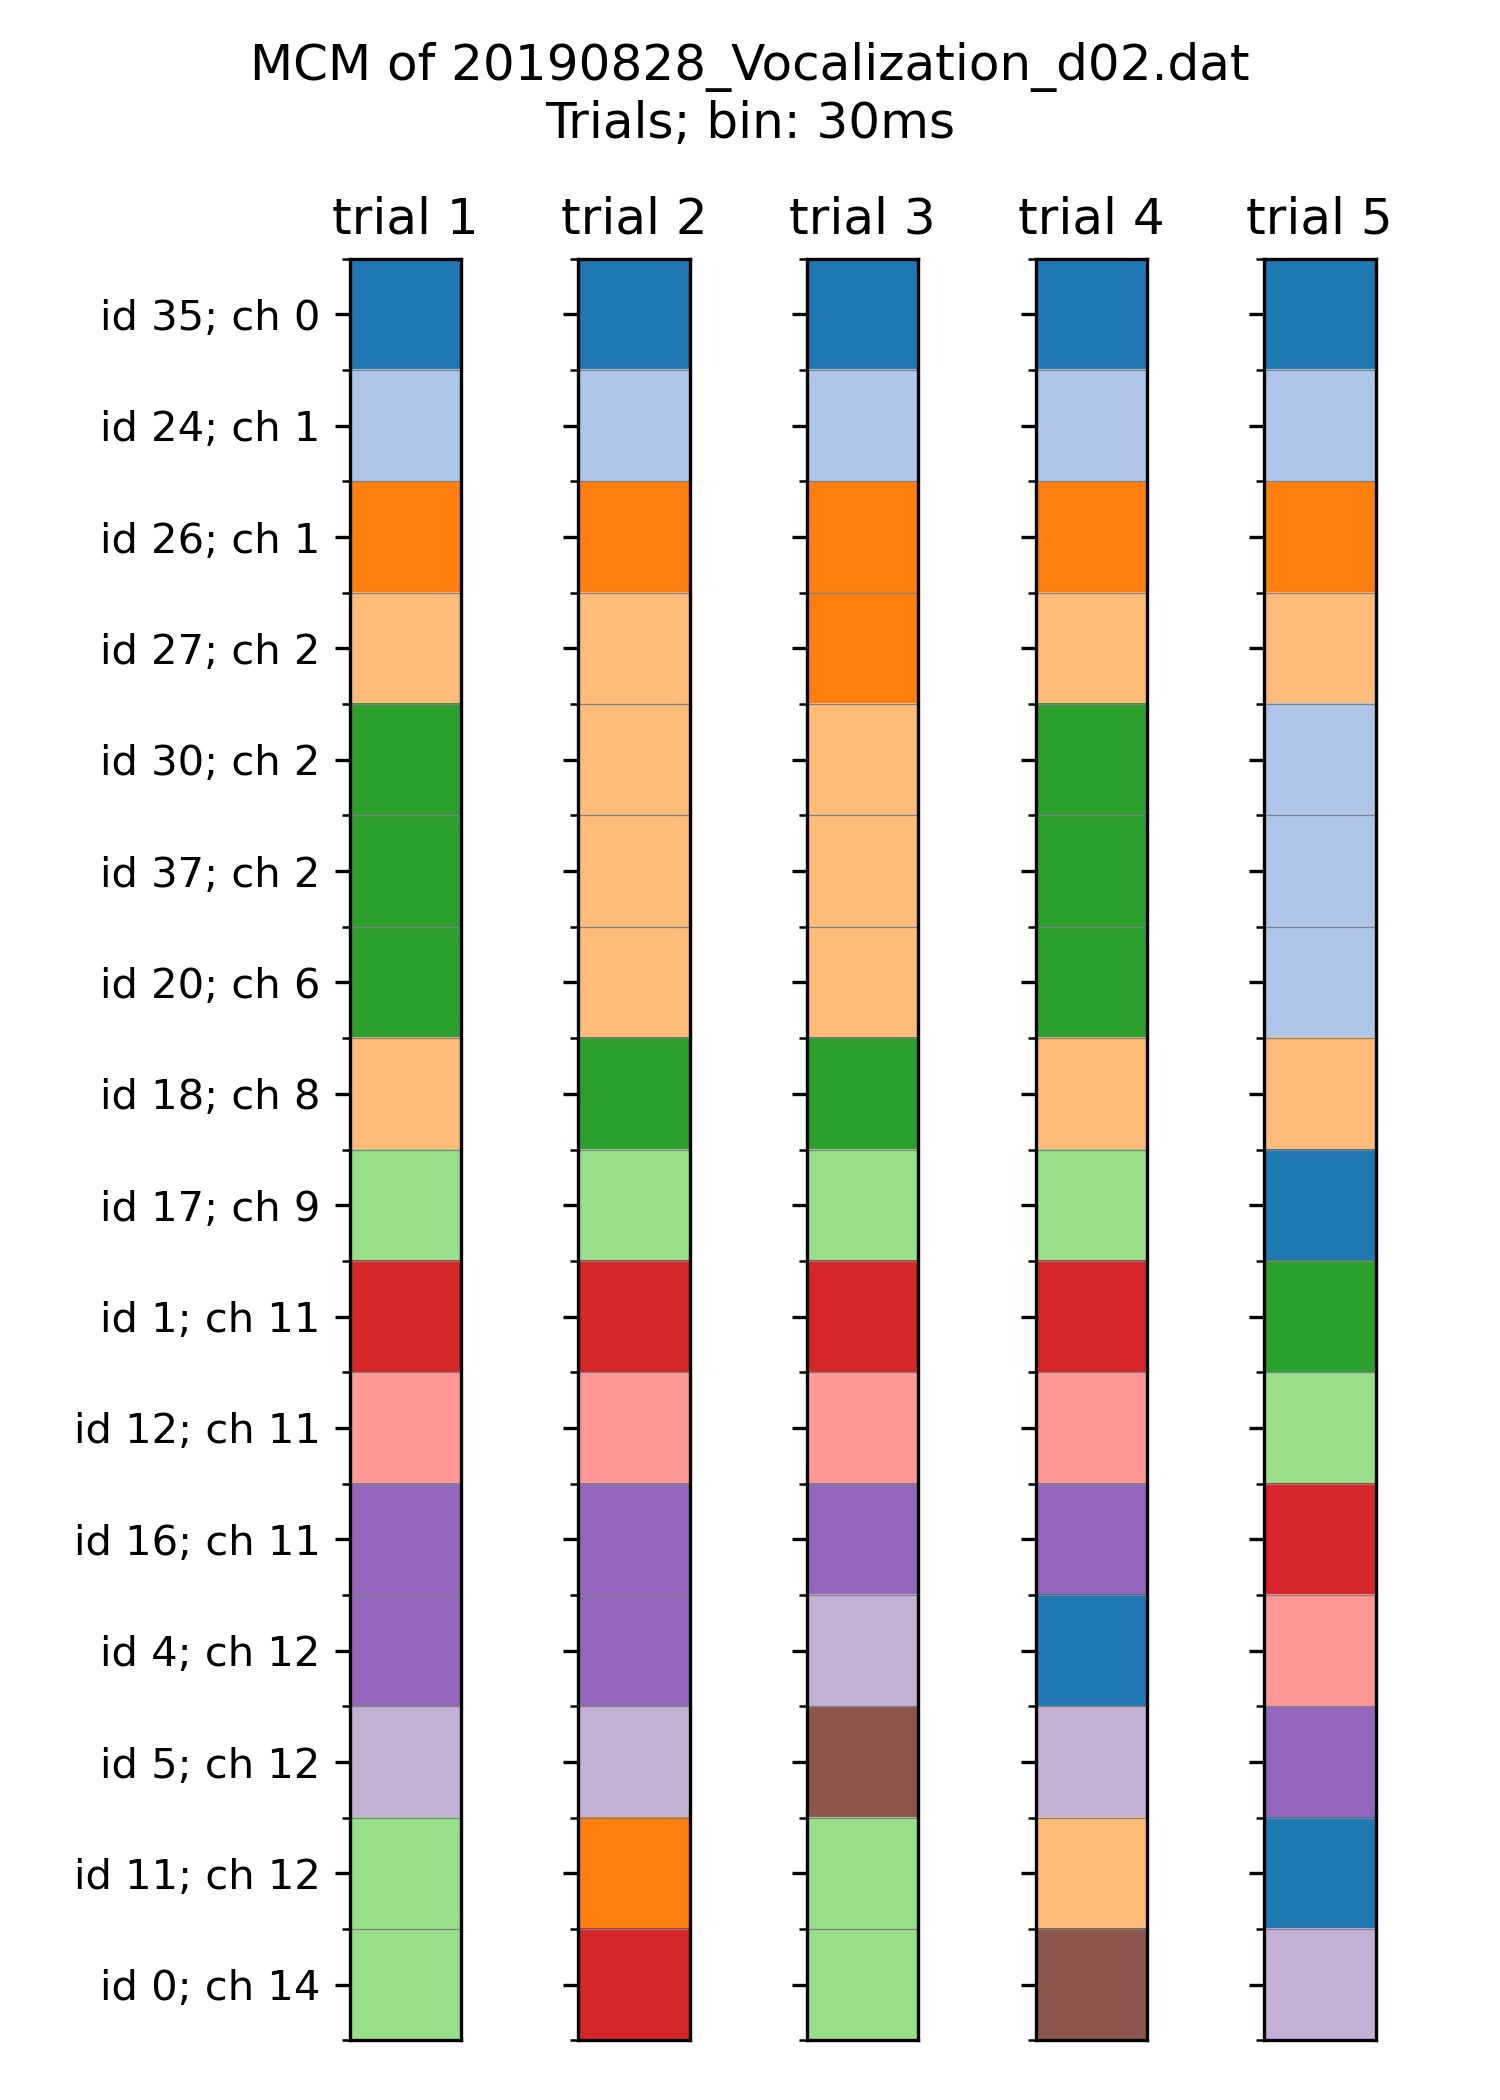 MCM of 20190828_Vocalization_d02.dat
Trials; bin: 30ms
trial 1 trial 2 trial 3 trial 4 trial 5
id 35; ch 0
id 24; ch 1
id 26; ch 1
id 27; ch 2
id 30; ch 2
id 37; ch 2
id 20; ch 6
id 18; ch 8
id 17; ch 9
id 1; ch 11
id 12; ch 11
id 16; ch 11
id 4; ch 12
id 5; ch 12
id 11; ch 12
id 0; ch 14